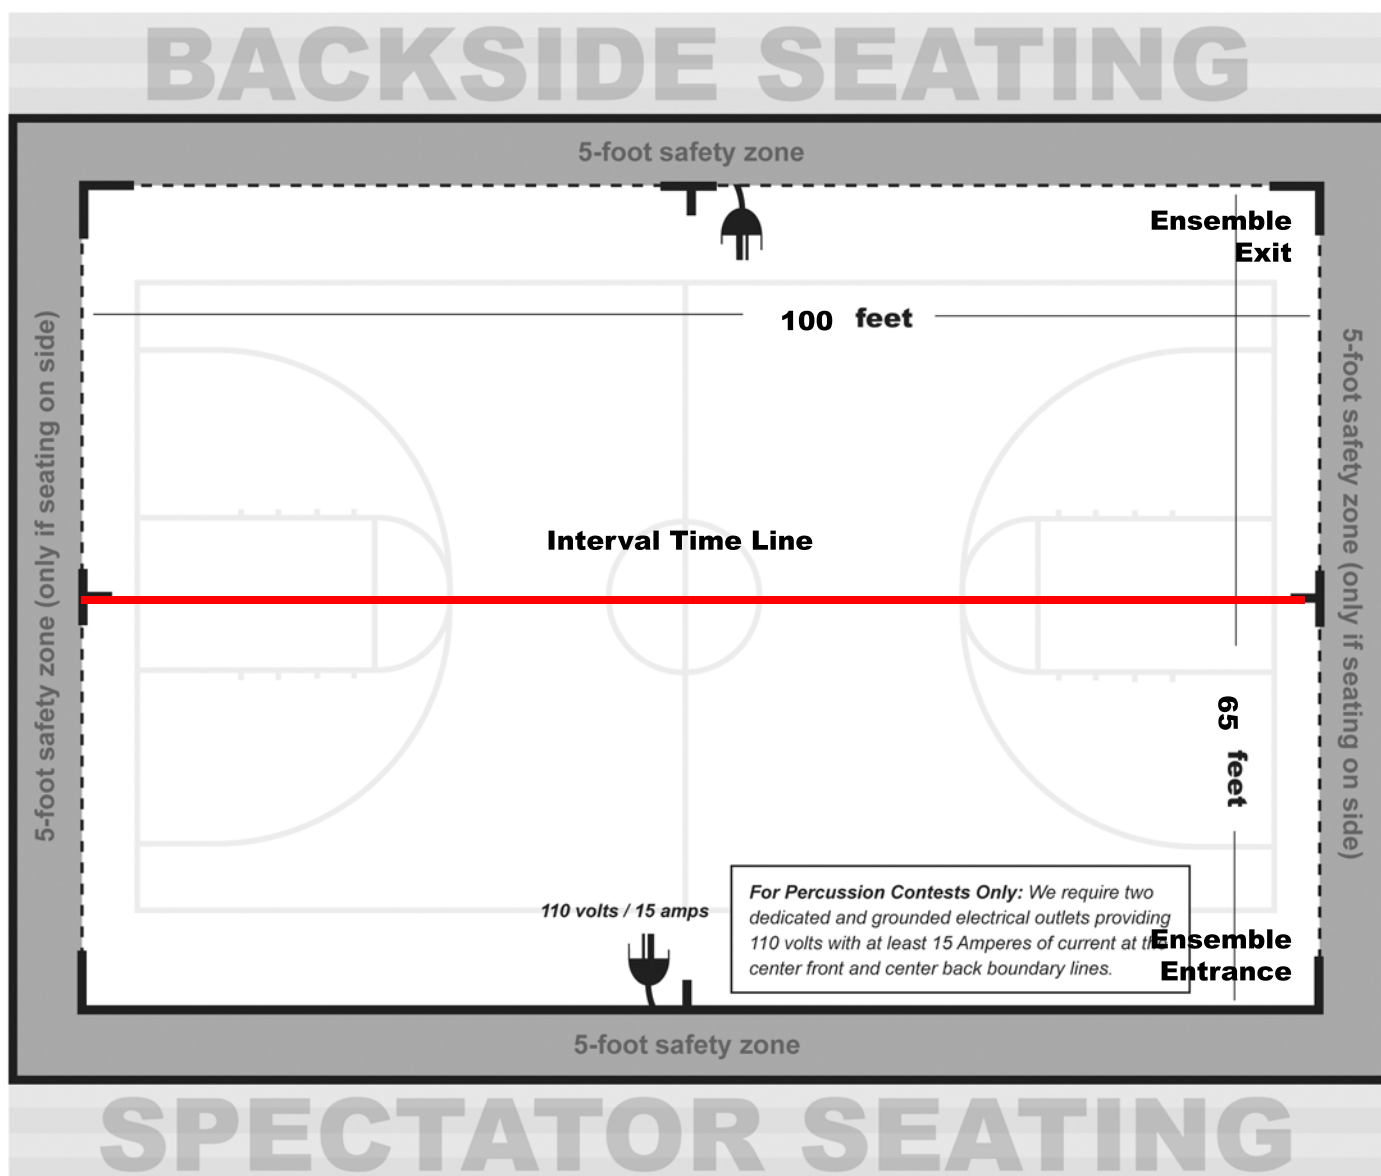 BACKSIDE SEATING
5-foot safety zone
Ensemble
Exit
100 feet
5-foot safety zone (only if seating on side)
5-foot safety zone (only if seating on side)
Interval Time Line
65 feet
110 volts / 15 amps
For Percussion Contests Only: We require two
dedicated and grounded electrical outlets providing
110 volts with at least 15 Amperes of current at the
center front and center back boundary lines.
Ensemble
Entrance
5-foot safety zone
SPECTATOR SEATING